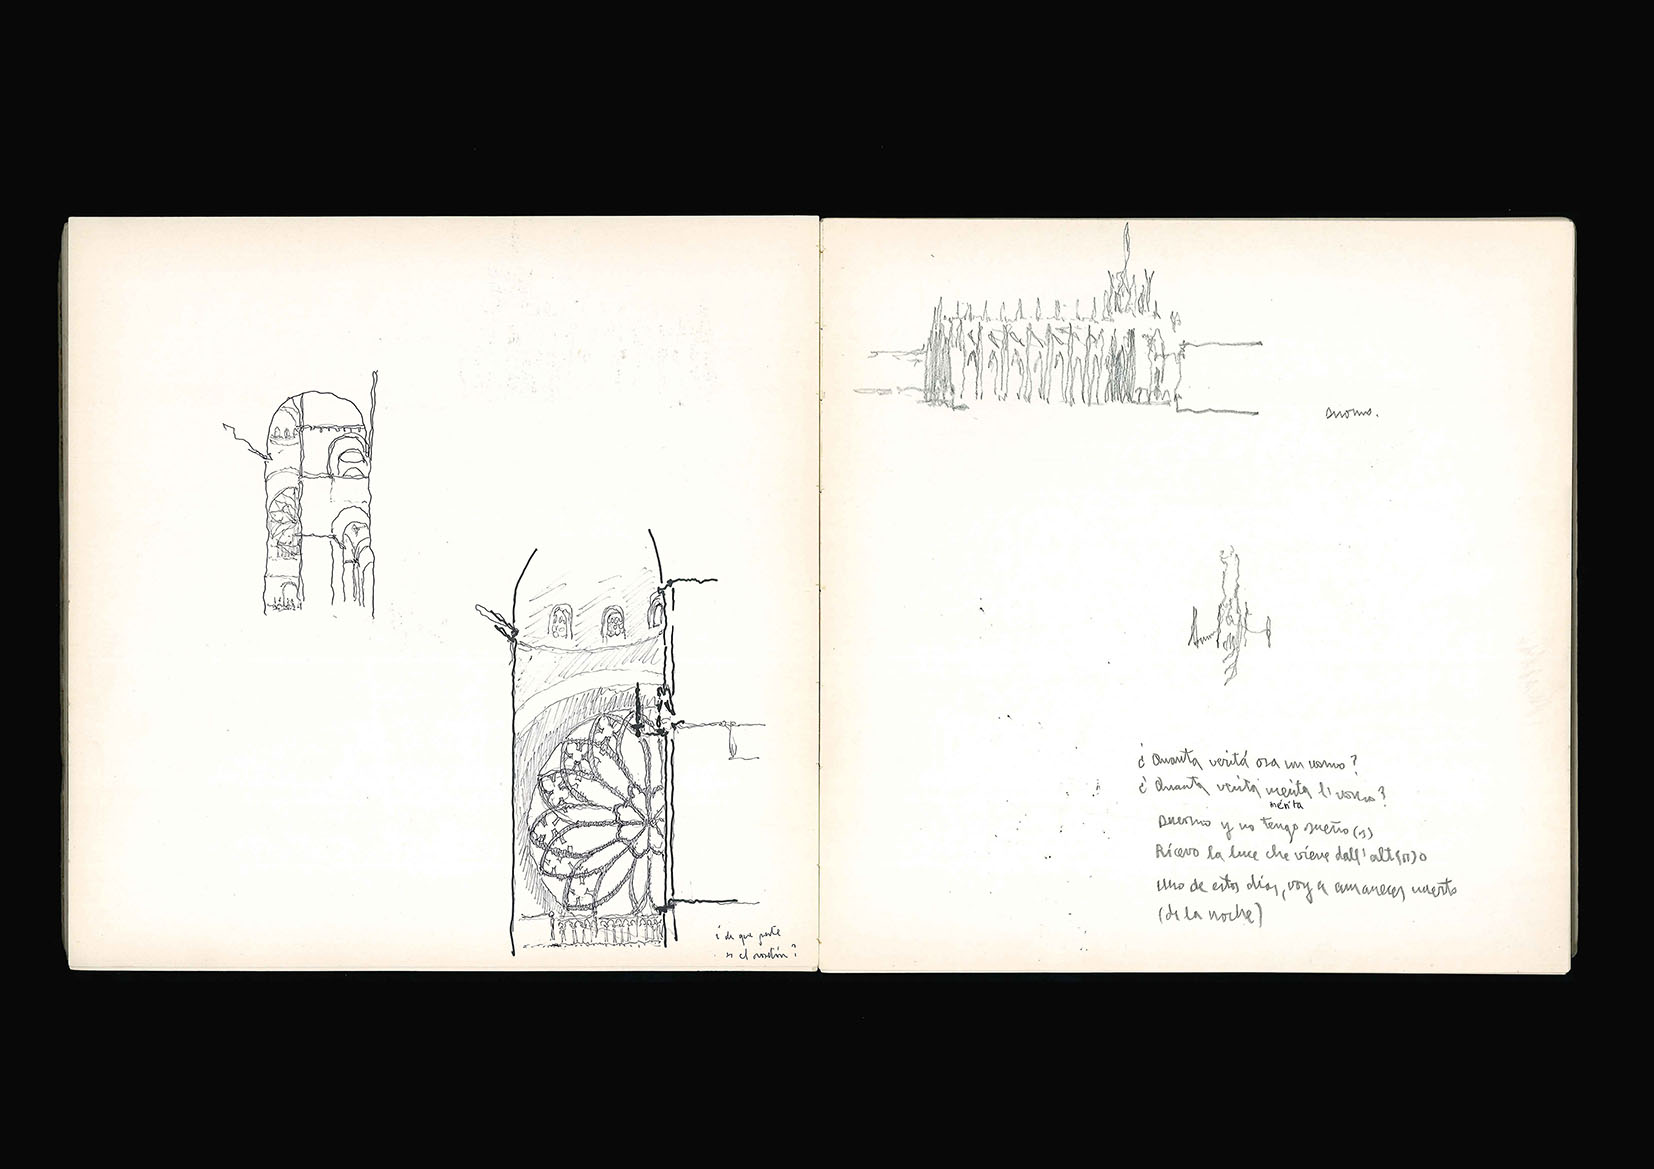 ¿de que parte
es el rosetón?
duomo.
¿Quanta verità osa un uomo?
¿Quanta verità merita l'uomo?
mérita
Duermo y no tengo sueño(s)
Ricevo la luce che viene dall'alt(r)o
Uno de estos días, voy a amanecer muerto
(de la noche)